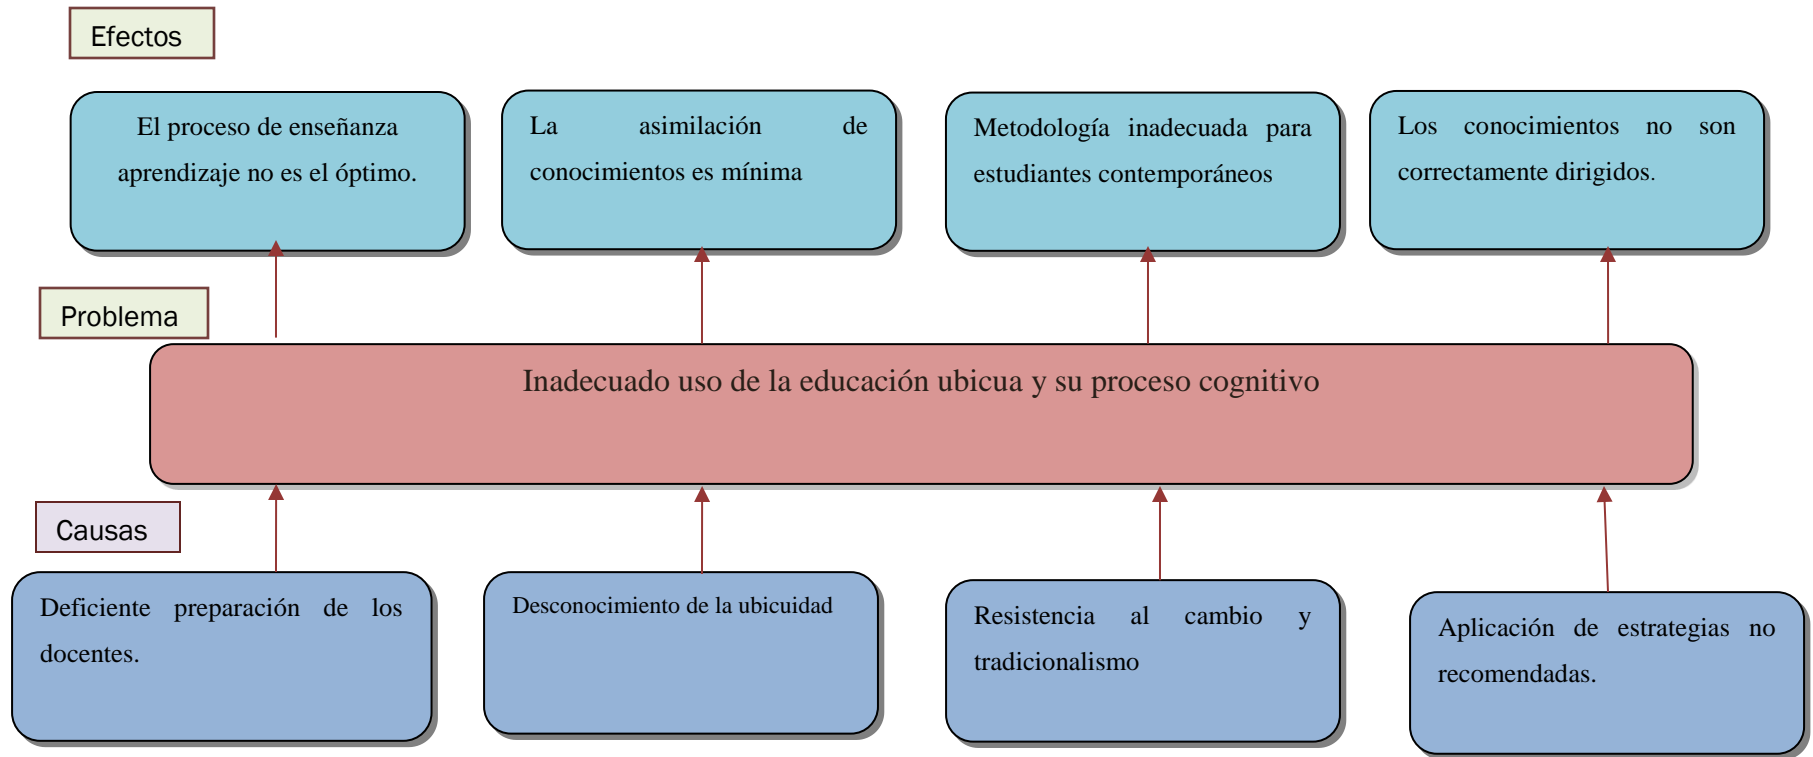 Efectos
El proceso de enseñanza
aprendizaje no es el óptimo.
La asimilación de
conocimientos es mínima
Metodología inadecuada para
estudiantes contemporáneos
Los conocimientos no son
correctamente dirigidos.
Problema
Inadecuado uso de la educación ubicua y su proceso cognitivo
Causas
Deficiente preparación de los
docentes.
Desconocimiento de la ubicuidad
Resistencia al cambio y
tradicionalismo
Aplicación de estrategias no
recomendadas.